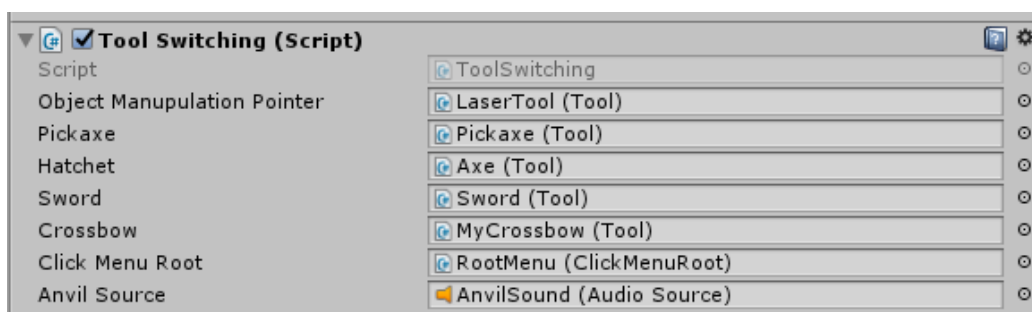 Tool Switching (Script)
Script ToolSwitching
Object Manupulation Pointer LaserTool (Tool)
Pickaxe Pickaxe (Tool)
Hatchet Axe (Tool)
Sword Sword (Tool)
Crossbow MyCrossbow (Tool)
Click Menu Root RootMenu (ClickMenuRoot)
Anvil Source AnvilSound (Audio Source)